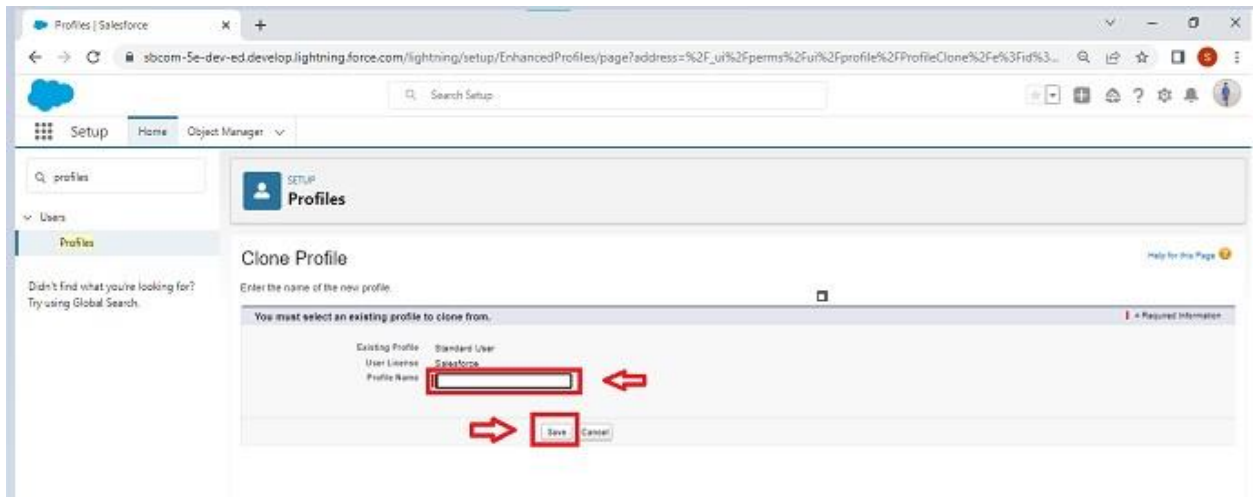 Profiles | Salesforce
sbcom-5e-dev-ed.develop.lightning.force.com/lightning/setup/EnhancedProfiles/page?address=%2F_ui%2Fperms%2Fui%2Fprofile%2FProfileClone%2Fe%3Fid%3...
S
Search Setup
Setup Home Object Manager
profiles
SETUP
Profiles
Users
Profiles
Clone Profile
Help for this Page
Didn't find what you're looking for?
Try using Global Search.
Enter the name of the new profile.
You must select an existing profile to clone from.
= Required Information
Existing Profile Standard User
User License Salesforce
Profile Name
Save Cancel